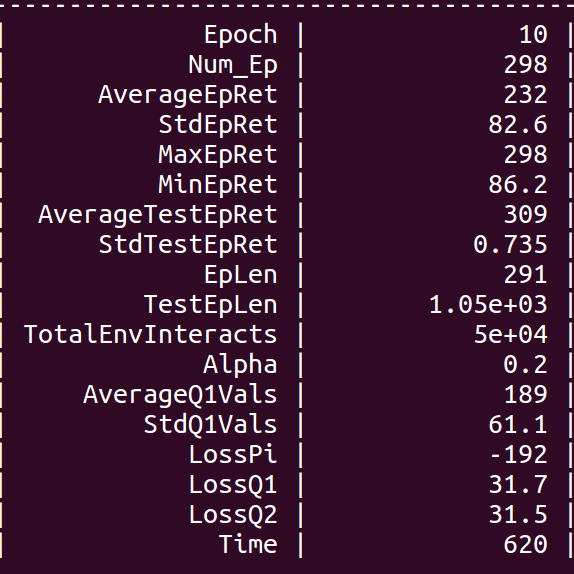 ---------------------------------------
| Epoch | 10 |
| Num_Ep | 298 |
| AverageEpRet | 232 |
| StdEpRet | 82.6 |
| MaxEpRet | 298 |
| MinEpRet | 86.2 |
| AverageTestEpRet | 309 |
| StdTestEpRet | 0.735 |
| EpLen | 291 |
| TestEpLen | 1.05e+03 |
| TotalEnvInteracts | 5e+04 |
| Alpha | 0.2 |
| AverageQ1Vals | 189 |
| StdQ1Vals | 61.1 |
| LossPi | -192 |
| LossQ1 | 31.7 |
| LossQ2 | 31.5 |
| Time | 620 |